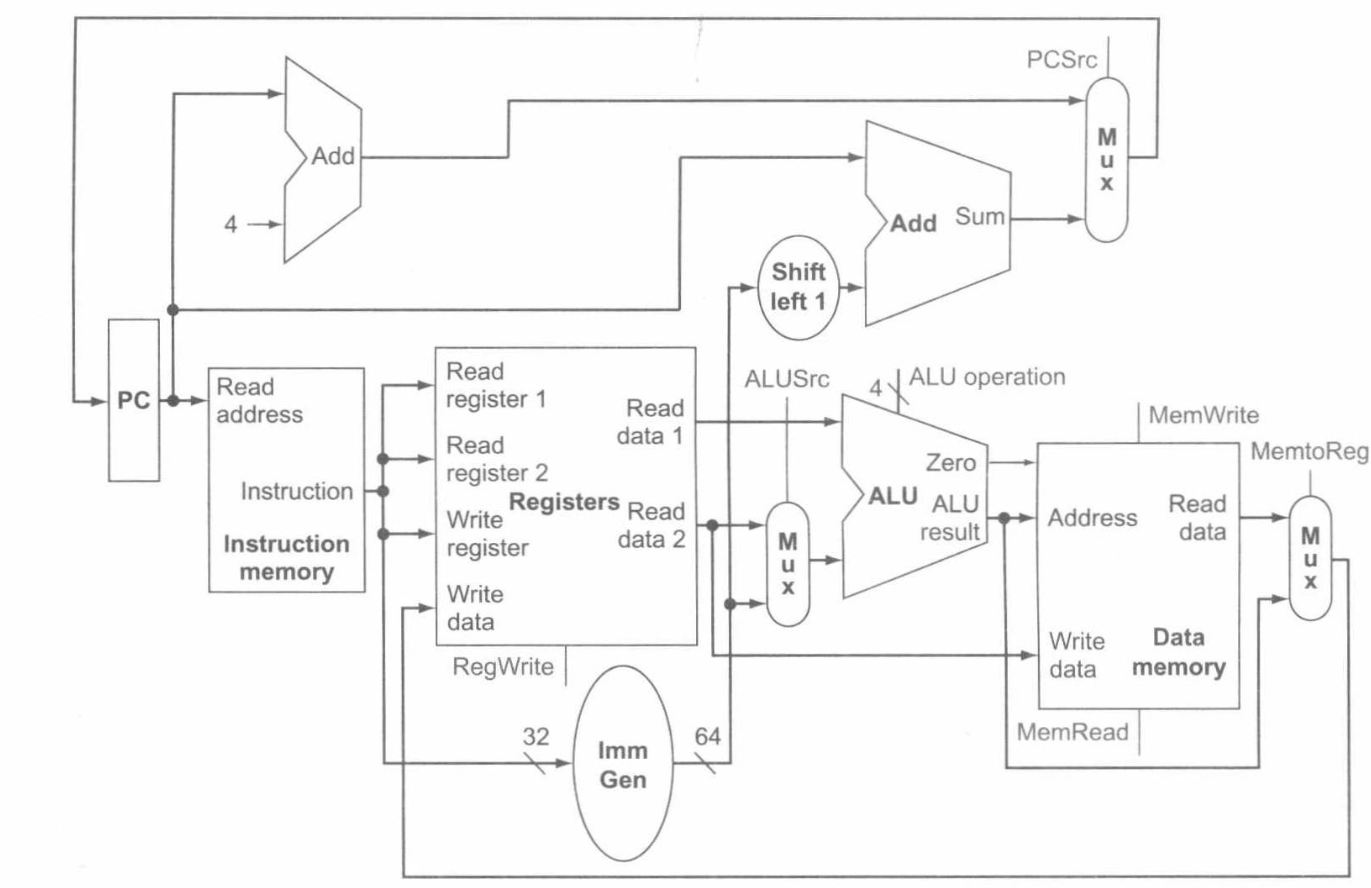 PCSrc
M
u
x
Add
4
Add
Sum
Shift
left 1
PC
Read
address
Instruction
Instruction
memory
Read
register 1
Read
register 2
Registers
Write
register
Write
data
Read
data 1
Read
data 2
RegWrite
ALUSrc
M
u
x
4
ALU operation
Zero
ALU
ALU
result
MemWrite
Address
Read
data
Write
data
Data
memory
MemRead
MemtoReg
M
u
x
32
Imm
Gen
64